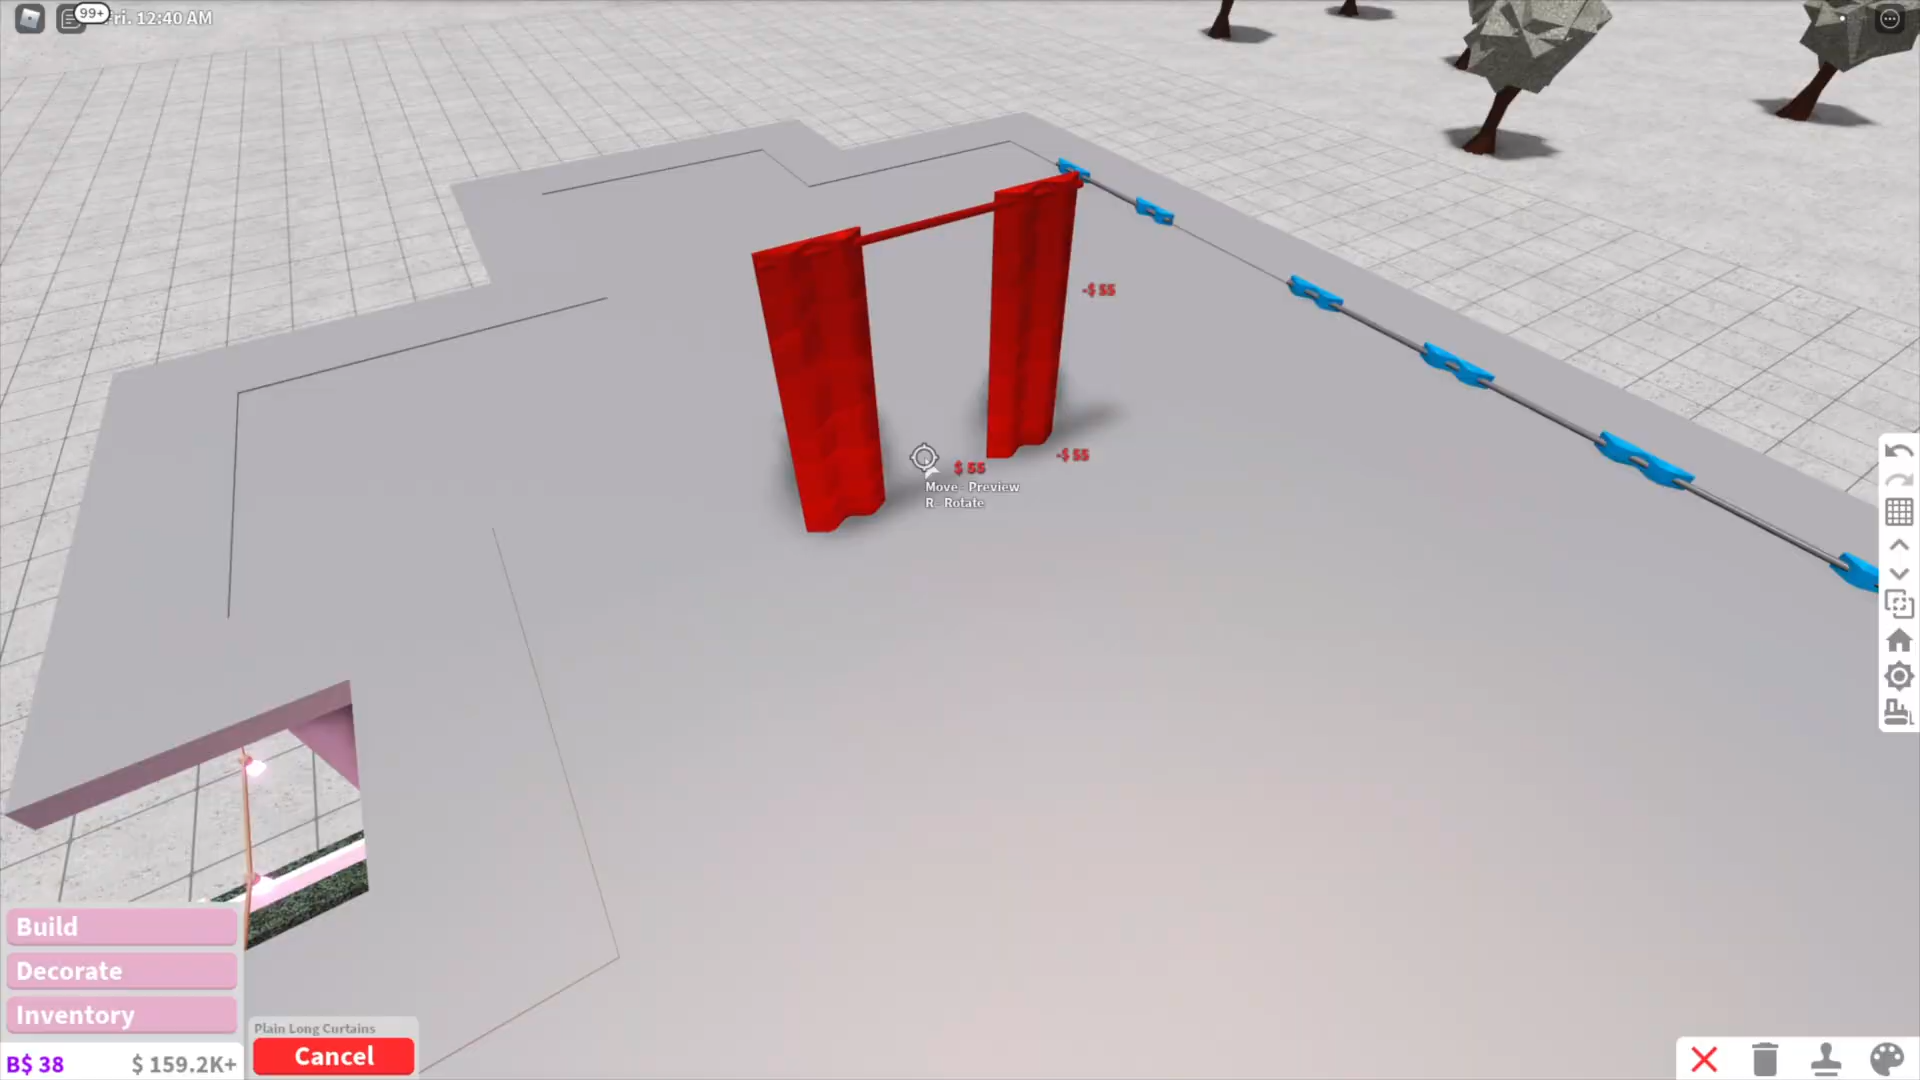 99+
Fri. 12:40 AM
-$ 55
-$ 55
$ 55
Move - Preview
R - Rotate
Build
Decorate
Inventory
Plain Long Curtains
Cancel
B$ 38
$ 159.2K+